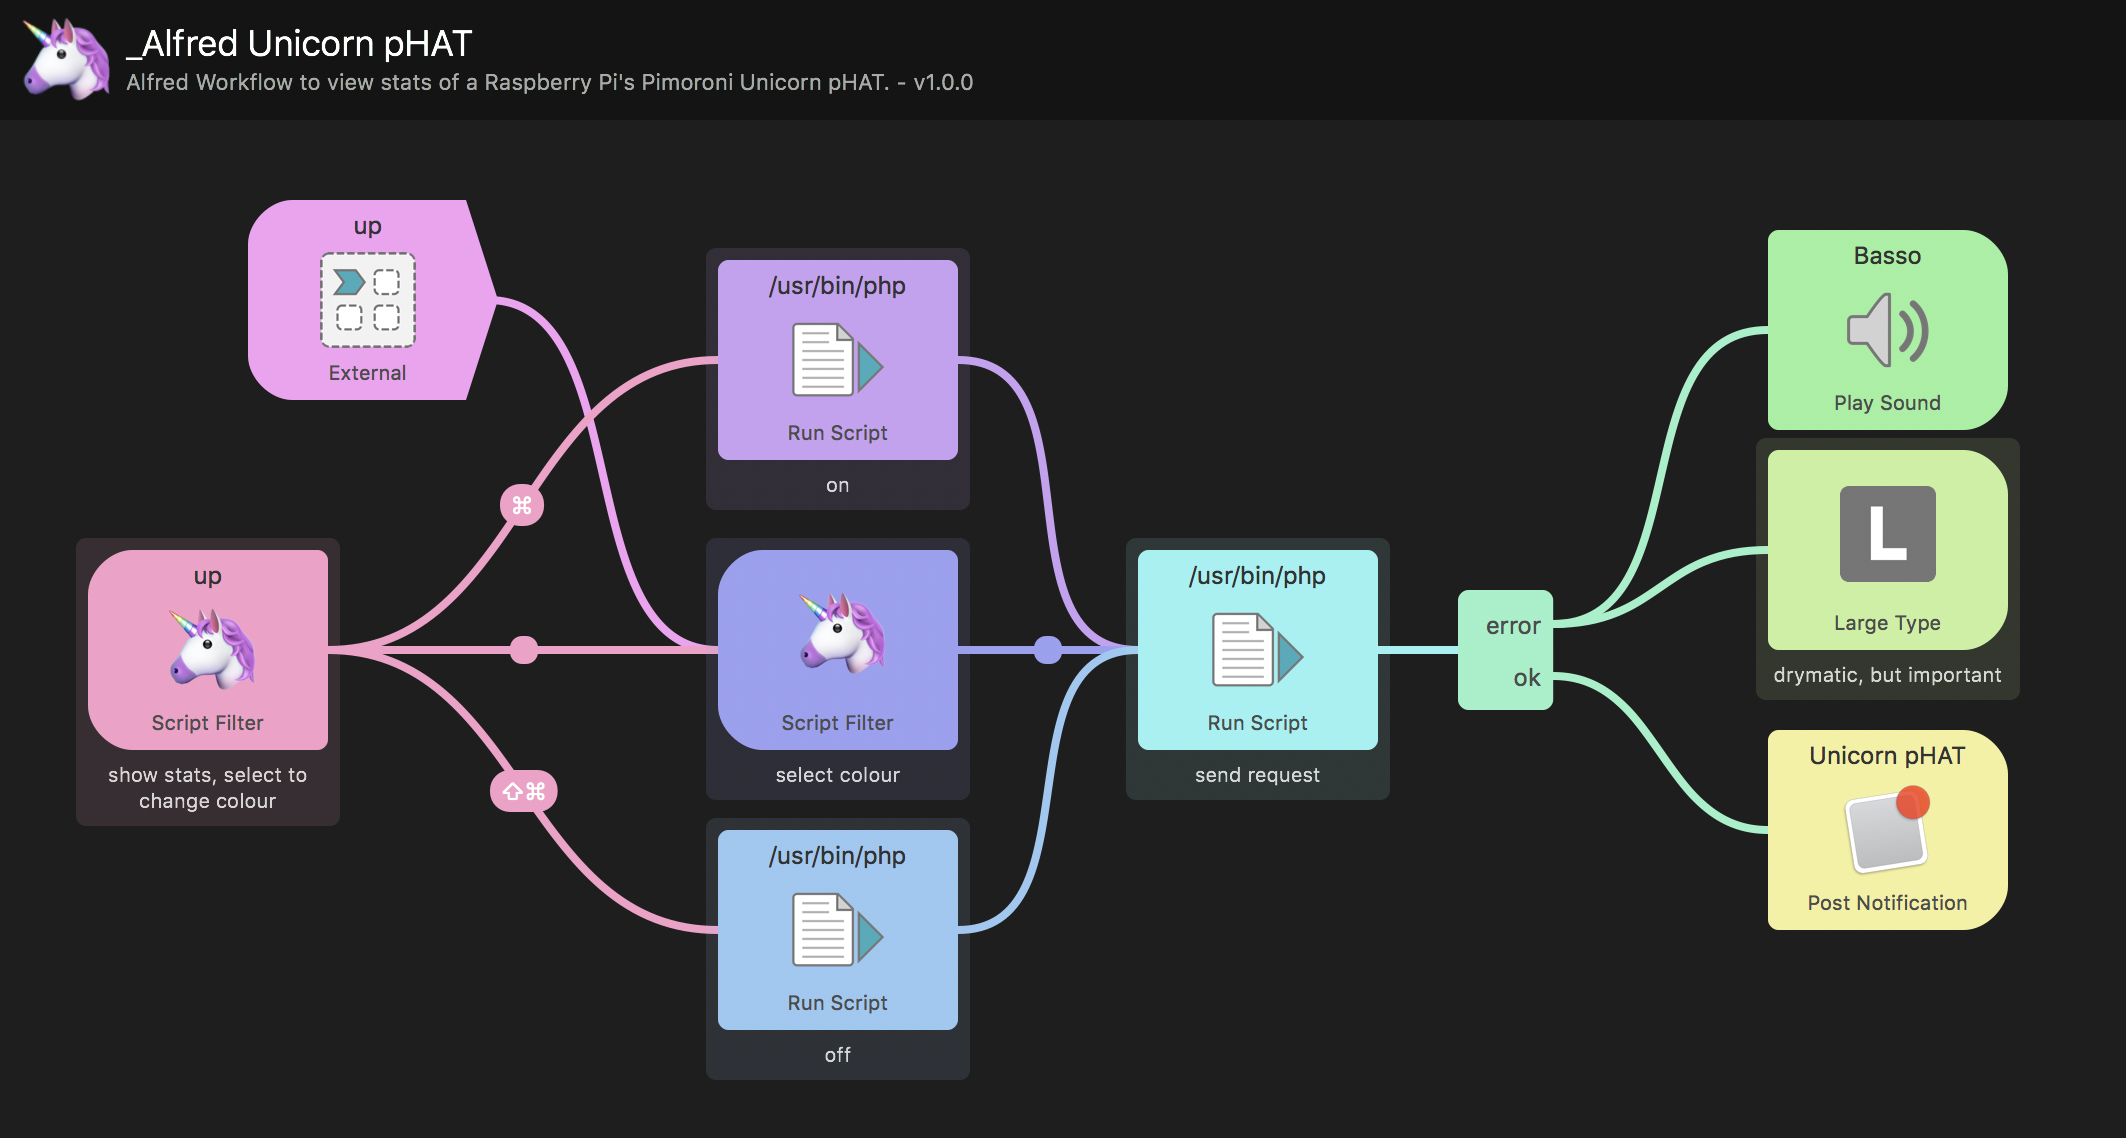 _Alfred Unicorn pHAT
Alfred Workflow to view stats of a Raspberry Pi's Pimoroni Unicorn pHAT. - v1.0.0
up
External
up
Script Filter
show stats, select to
change colour
⌘
⇧⌘
/usr/bin/php
Run Script
on
Script Filter
select colour
/usr/bin/php
Run Script
off
/usr/bin/php
Run Script
send request
error
ok
Basso
Play Sound
L
Large Type
drymatic, but important
Unicorn pHAT
Post Notification